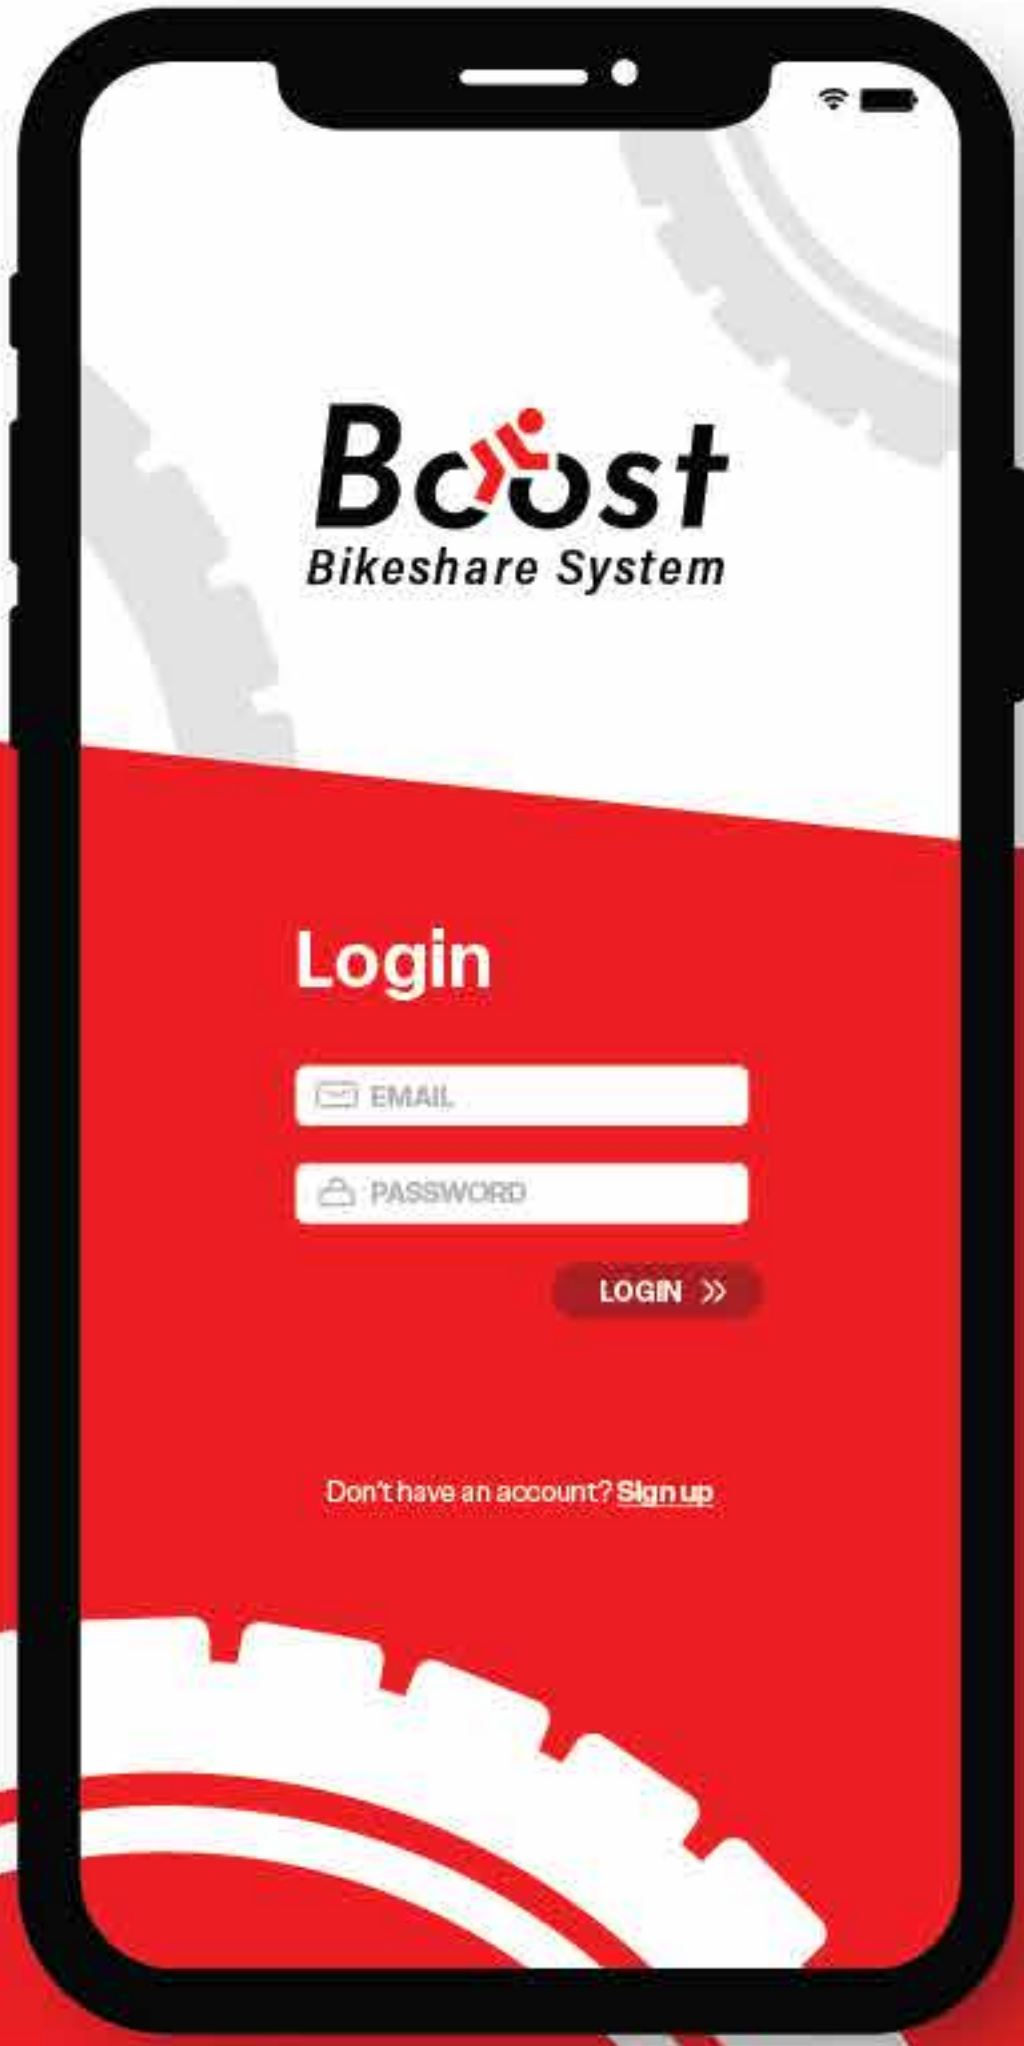 Boost
Bikeshare System
Login
EMAIL
PASSWORD
LOGIN
Don't have an account? Sign up